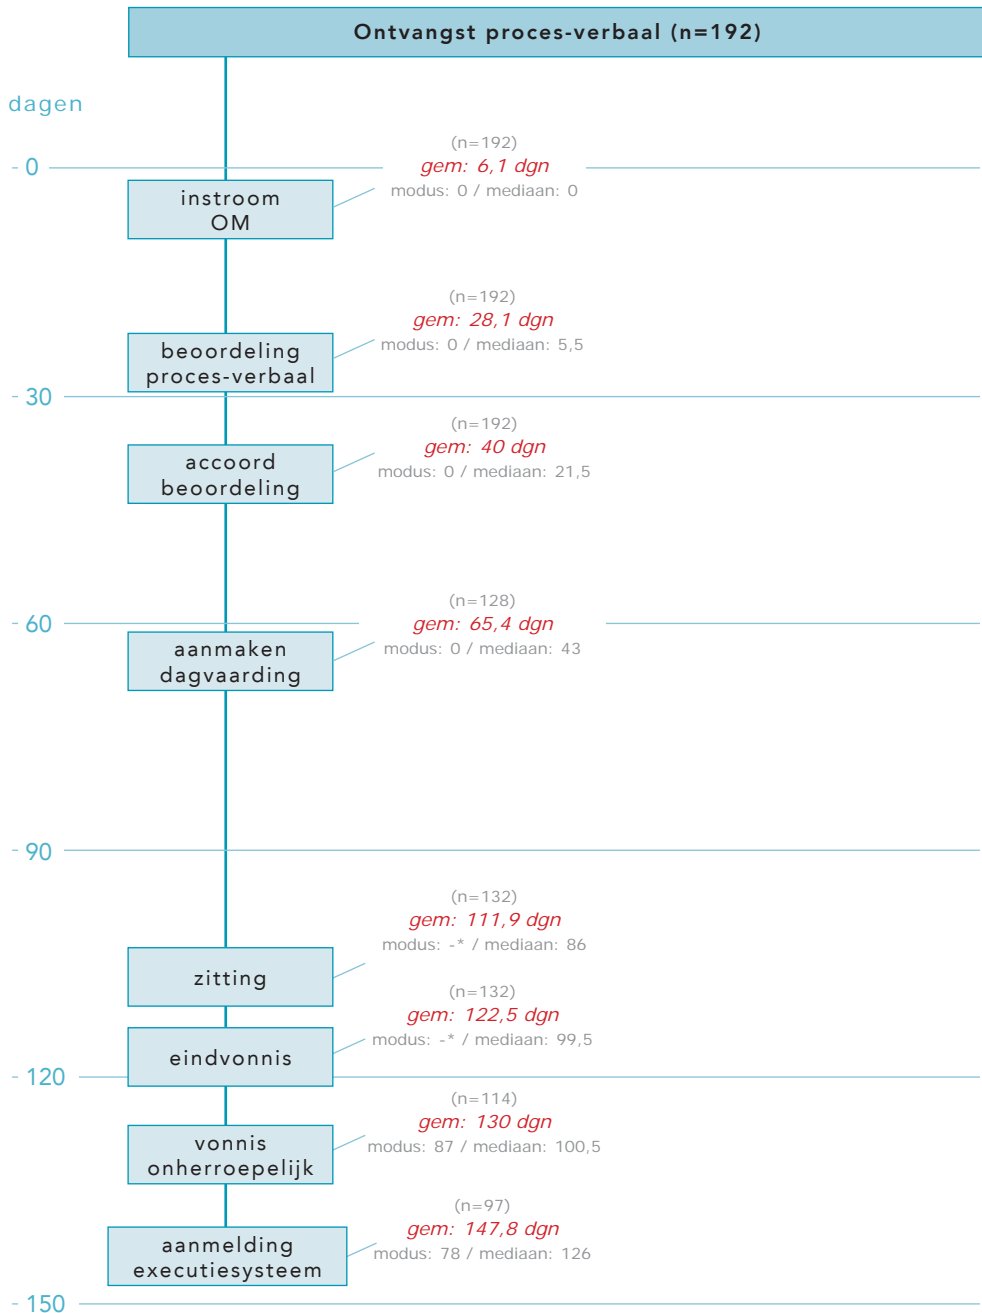 Ontvangst proces-verbaal (n=192)
dagen
(n=192)
- 0
gem: 6,1 dgn
modus: 0 / mediaan: 0
instroom
OM
(n=192)
gem: 28,1 dgn
modus: 0 / mediaan: 5,5
beoordeling
proces-verbaal
- 30
(n=192)
gem: 40 dgn
modus: 0 / mediaan: 21,5
accoord
beoordeling
(n=128)
- 60
gem: 65,4 dgn
modus: 0 / mediaan: 43
aanmaken
dagvaarding
- 90
(n=132)
gem: 111,9 dgn
modus: -* / mediaan: 86
zitting
(n=132)
gem: 122,5 dgn
modus: -* / mediaan: 99,5
eindvonnis
- 120
(n=114)
gem: 130 dgn
modus: 87 / mediaan: 100,5
vonnis
onherroepelijk
(n=97)
gem: 147,8 dgn
modus: 78 / mediaan: 126
aanmelding
executiesysteem
- 150